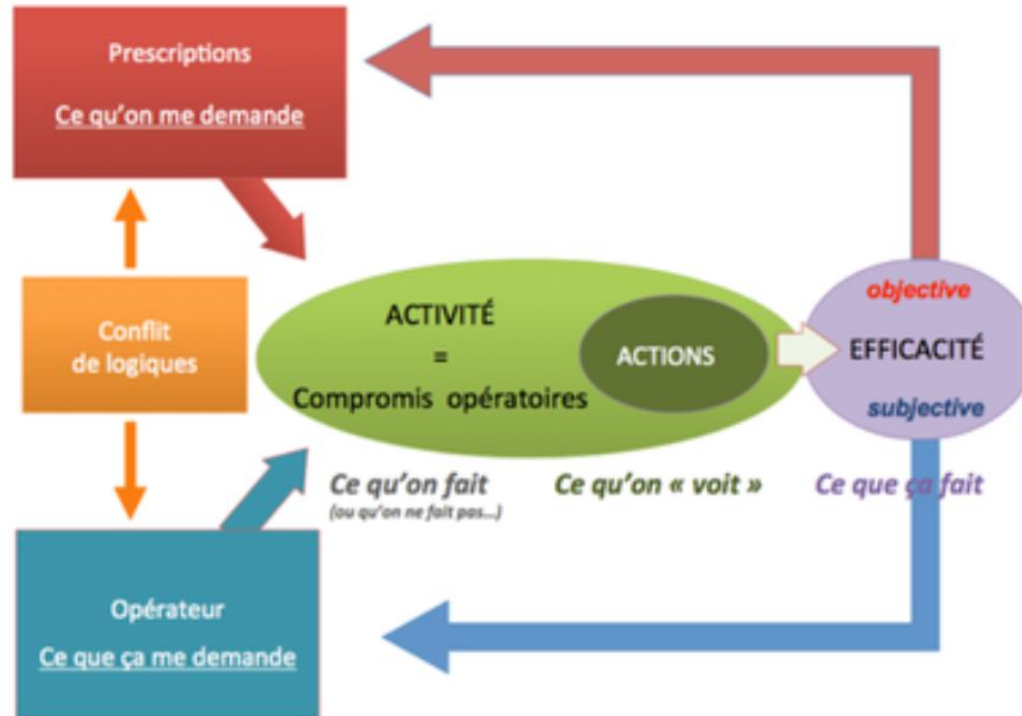 Prescriptions
Ce qu'on me demande
Conflit
de logiques
ACTIVITÉ
=
Compromis opératoires
ACTIONS
objective
EFFICACITÉ
subjective
Ce qu'on fait
(ou qu'on ne fait pas...)
Ce qu'on « voit »
Ce que ça fait
Opérateur
Ce que ça me demande